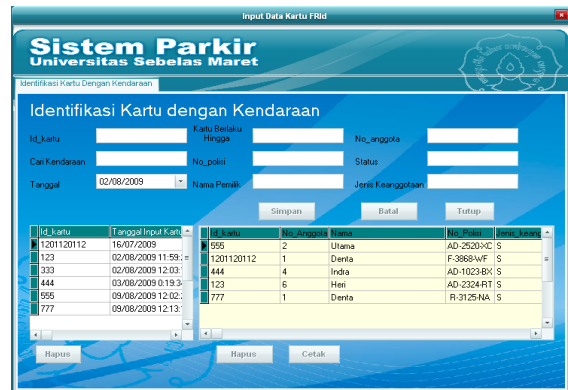 Input Data Kartu FRId
Sistem Parkir
Universitas Sebelas Maret
Identifikasi Kartu Dengan Kendaraan
Identifikasi Kartu dengan Kendaraan
Id_kartu Kartu Berlaku Hingga No_anggota
Cari Kendaraan No_polisi Status
Tanggal 02/08/2009 Nama Pemilik Jenis Keanggotaan
Simpan Batal Tutup
Id_kartu Tanggal Input Kartu
1201120112 16/07/2009
123 02/08/2009 11:59:
333 02/08/2009 12:03:
444 03/08/2009 0:19:3
555 09/08/2009 12:02:
777 09/08/2009 12:13:
Id_kartu No_Anggota Nama No_Polisi Jenis_keang
555 2 Utama AD-2520-XC S
1201120112 1 Denta F-3868-WF S
444 4 Indra AD-1023-BX S
123 6 Heri AD-2324-RT S
777 1 Denta R-3125-NA S
Hapus Hapus Cetak